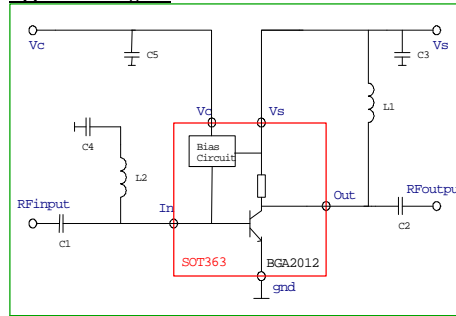 Vc
C5
Vs
C3
Vc
Vs
L1
C4
Bias
Circuit
L2
RFinput
In
Out
RFoutput
C1
C2
SOT363
BGA2012
gnd